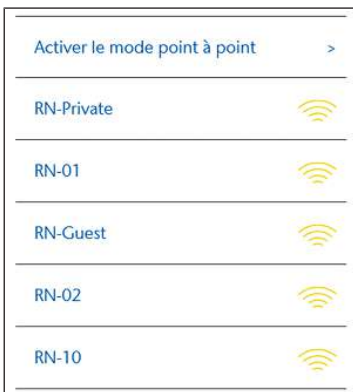 Activer le mode point à point >
RN-Private
RN-01
RN-Guest
RN-02
RN-10